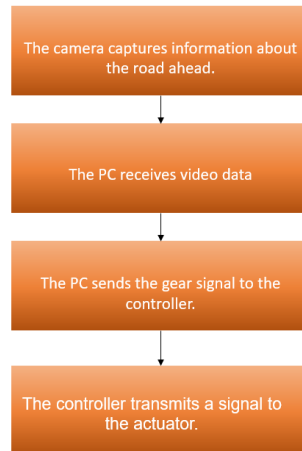 The camera captures information about
the road ahead.
The PC receives video data
The PC sends the gear signal to the
controller.
The controller transmits a signal to
the actuator.